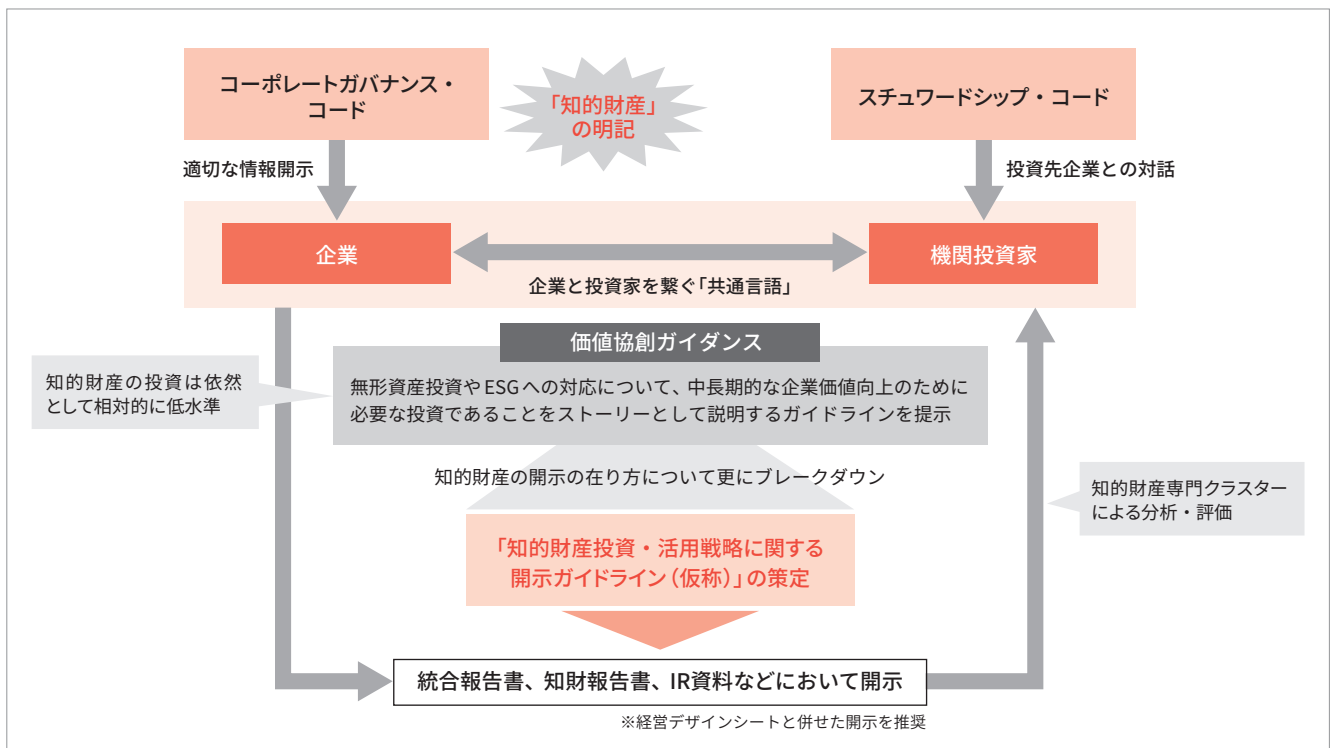 コーポレートガバナンス・
コード
「知的財産」
の明記
スチュワードシップ・コード
適切な情報開示
投資先企業との対話
企業
機関投資家
企業と投資家を繋ぐ「共通言語」
価値協創ガイダンス
知的財産の投資は依然
として相対的に低水準
無形資産投資やESGへの対応について、中長期的な企業価値向上のために
必要な投資であることをストーリーとして説明するガイドラインを提示
知的財産の開示の在り方について更にブレークダウン
知的財産専門クラスター
による分析・評価
「知的財産投資・活用戦略に関する
開示ガイドライン（仮称）」の策定
統合報告書、知財報告書、IR資料などにおいて開示
※経営デザインシートと併せた開示を推奨